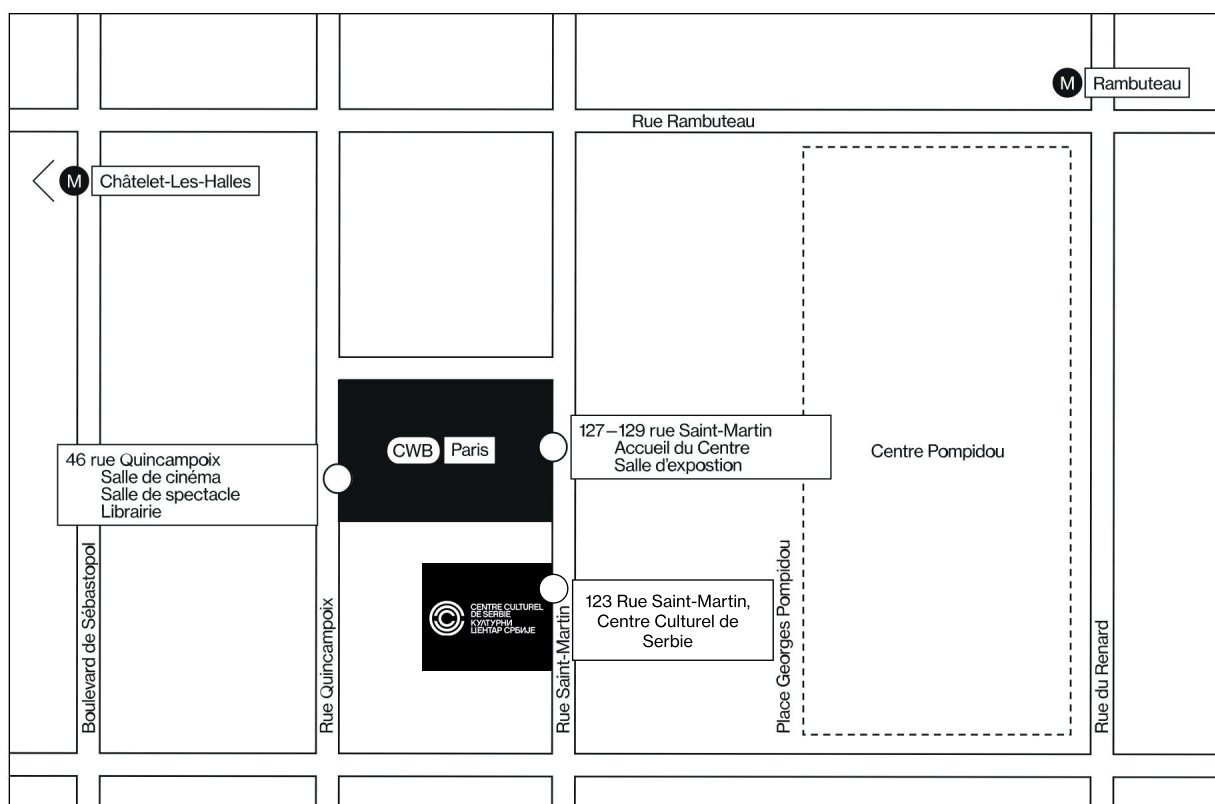 M Rambuteau
Rue Rambuteau
M Châtelet-Les-Halles
CWB Paris
127–129 rue Saint-Martin
Accueil du Centre
Salle d'expostion
Centre Pompidou
46 rue Quincampoix
Salle de cinéma
Salle de spectacle
Librairie
CENTRE CULTUREL
DE SERBIE
КУЛТУРНИ
ЦЕНТАР СРБИЈЕ
123 Rue Saint-Martin,
Centre Culturel de
Serbie
Boulevard de Sébastopol
Rue Quincampoix
Rue Saint-Martin
Place Georges Pompidou
Rue du Renard